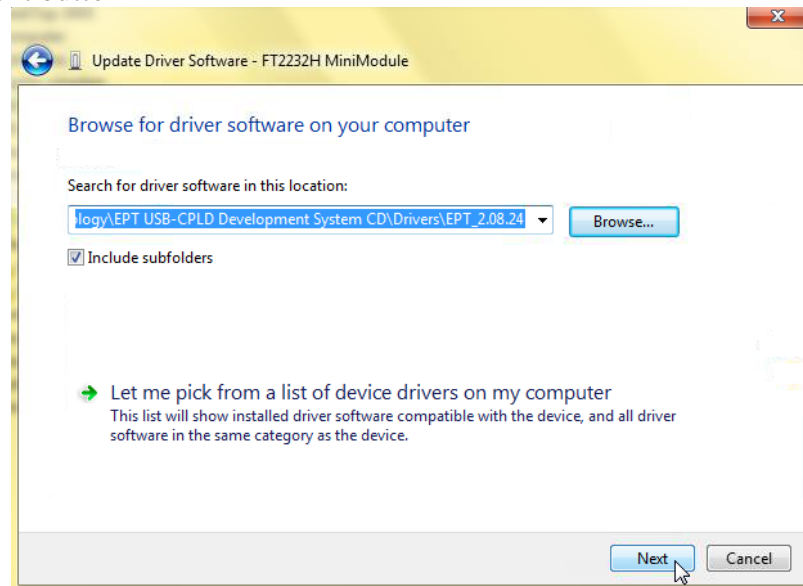 Update Driver Software - FT2232H MiniModule
Browse for driver software on your computer
Search for driver software in this location:
logy\EPT USB-CPLD Development System CD\Drivers\EPT_2.08.24
Browse...
Include subfolders
Let me pick from a list of device drivers on my computer
This list will show installed driver software compatible with the device, and all driver
software in the same category as the device.
Next
Cancel